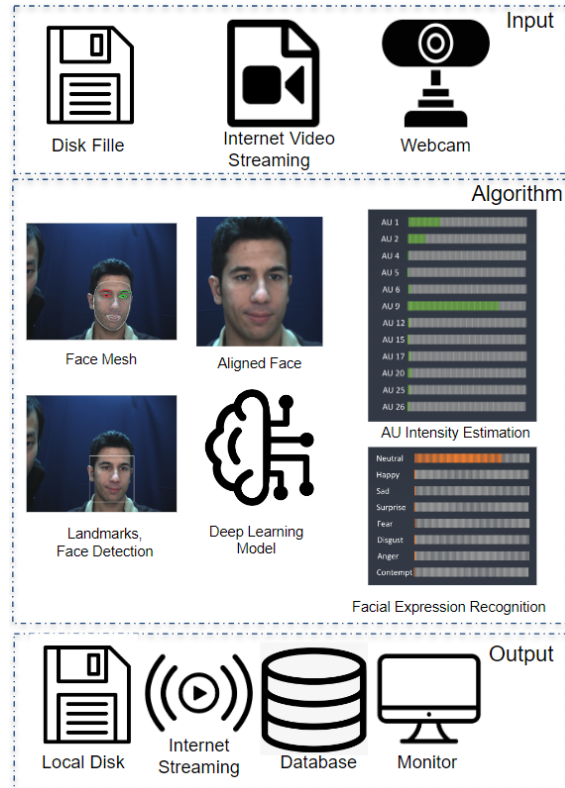 Input
Disk Fille
Internet Video
Streaming
Webcam
Algorithm
Face Mesh
Aligned Face
AU 1
AU 2
AU 4
AU 5
AU 6
AU 9
AU 12
AU 15
AU 17
AU 20
AU 25
AU 26
AU Intensity Estimation
Landmarks,
Face Detection
Deep Learning
Model
Neutral
Happy
Sad
Surprise
Fear
Disgust
Anger
Contempt
Facial Expression Recognition
Output
Local Disk
Internet
Streaming
Database
Monitor